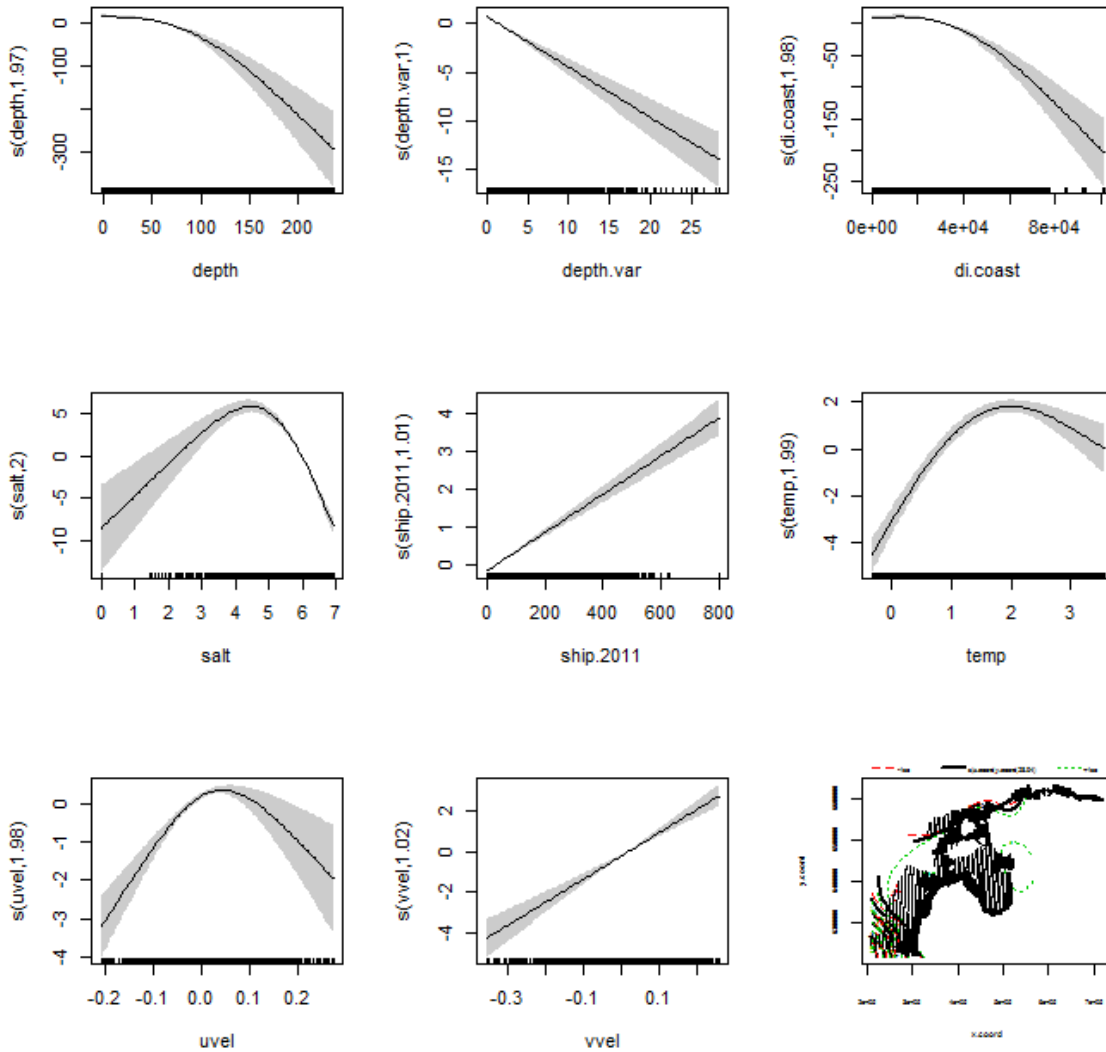 s(depth,1.97)
0
-100
-300
0 50 100 150 200
depth
s(depth.var,1)
0
-5
-10
-15
0 5 10 15 20 25
depth.var
s(di.coast,1.98)
-50
-150
-250
0e+00 4e+04 8e+04
di.coast
s(salt,2)
5
0
-5
-10
0 1 2 3 4 5 6 7
salt
s(ship.2011,1.01)
4
3
2
1
0
0 200 400 600 800
ship.2011
s(temp,1.99)
2
0
-2
-4
0 1 2 3
temp
s(uvel,1.98)
0
-1
-2
-3
-4
-0.2 -0.1 0.0 0.1 0.2
uvel
s(vvel,1.02)
2
0
-2
-4
-0.3 -0.1 0.1
vvel
y.coord
x.coord